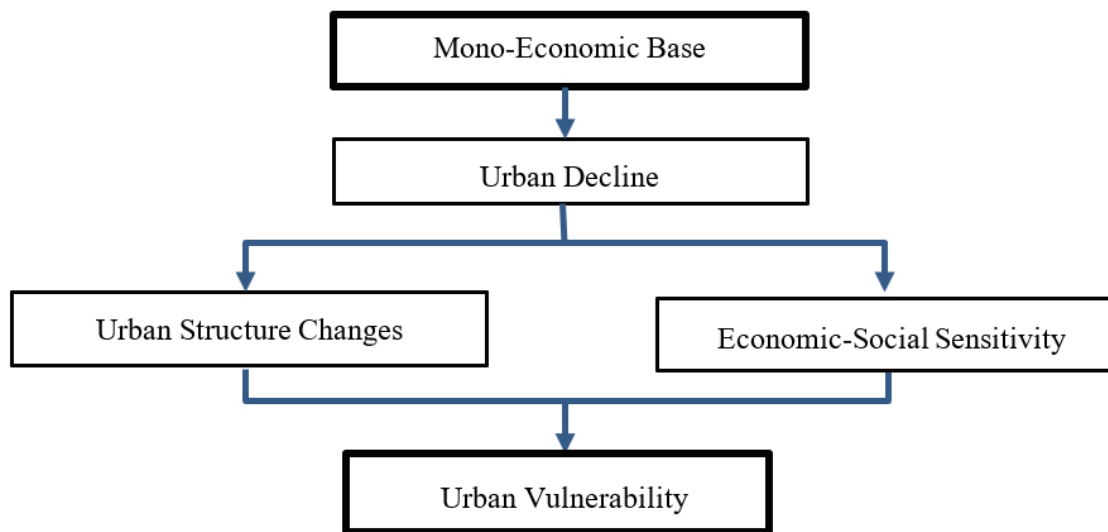 Mono-Economic Base
Urban Decline
Urban Structure Changes
Economic-Social Sensitivity
Urban Vulnerability